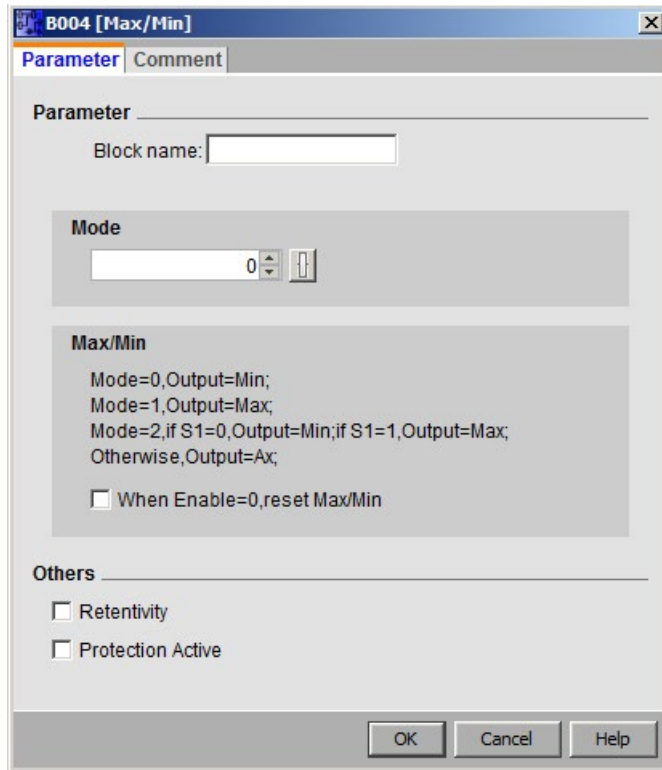 B004 [Max/Min]
Parameter Comment
Parameter
Block name:
Mode
0
Max/Min
Mode=0,Output=Min;
Mode=1,Output=Max;
Mode=2,if S1=0,Output=Min;if S1=1,Output=Max;
Otherwise,Output=Ax;
When Enable=0,reset Max/Min
Others
Retentivity
Protection Active
OK Cancel Help